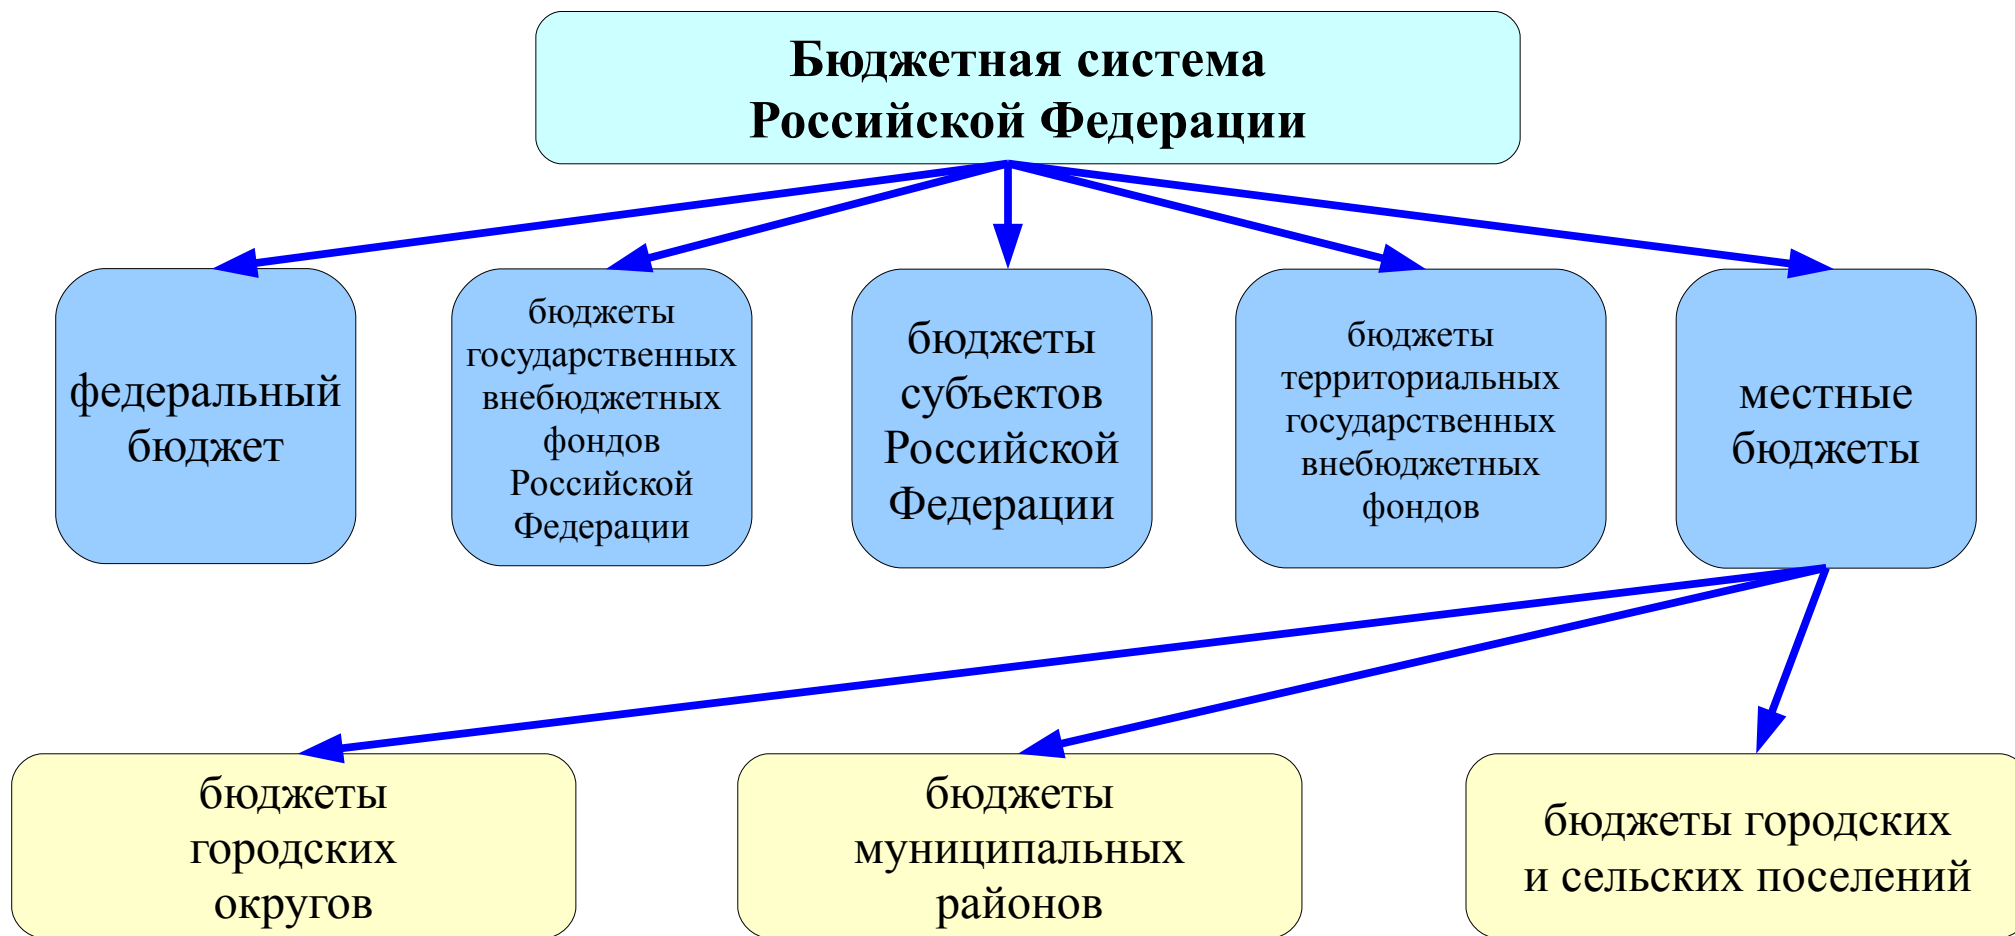 Бюджетная система
Российской Федерации
федеральный
бюджет
бюджеты
государственных
внебюджетных
фондов
Российской
Федерации
бюджеты
субъектов
Российской
Федерации
бюджеты
территориальных
государственных
внебюджетных
фондов
местные
бюджеты
бюджеты
городских
округов
бюджеты
муниципальных
районов
бюджеты городских
и сельских поселений